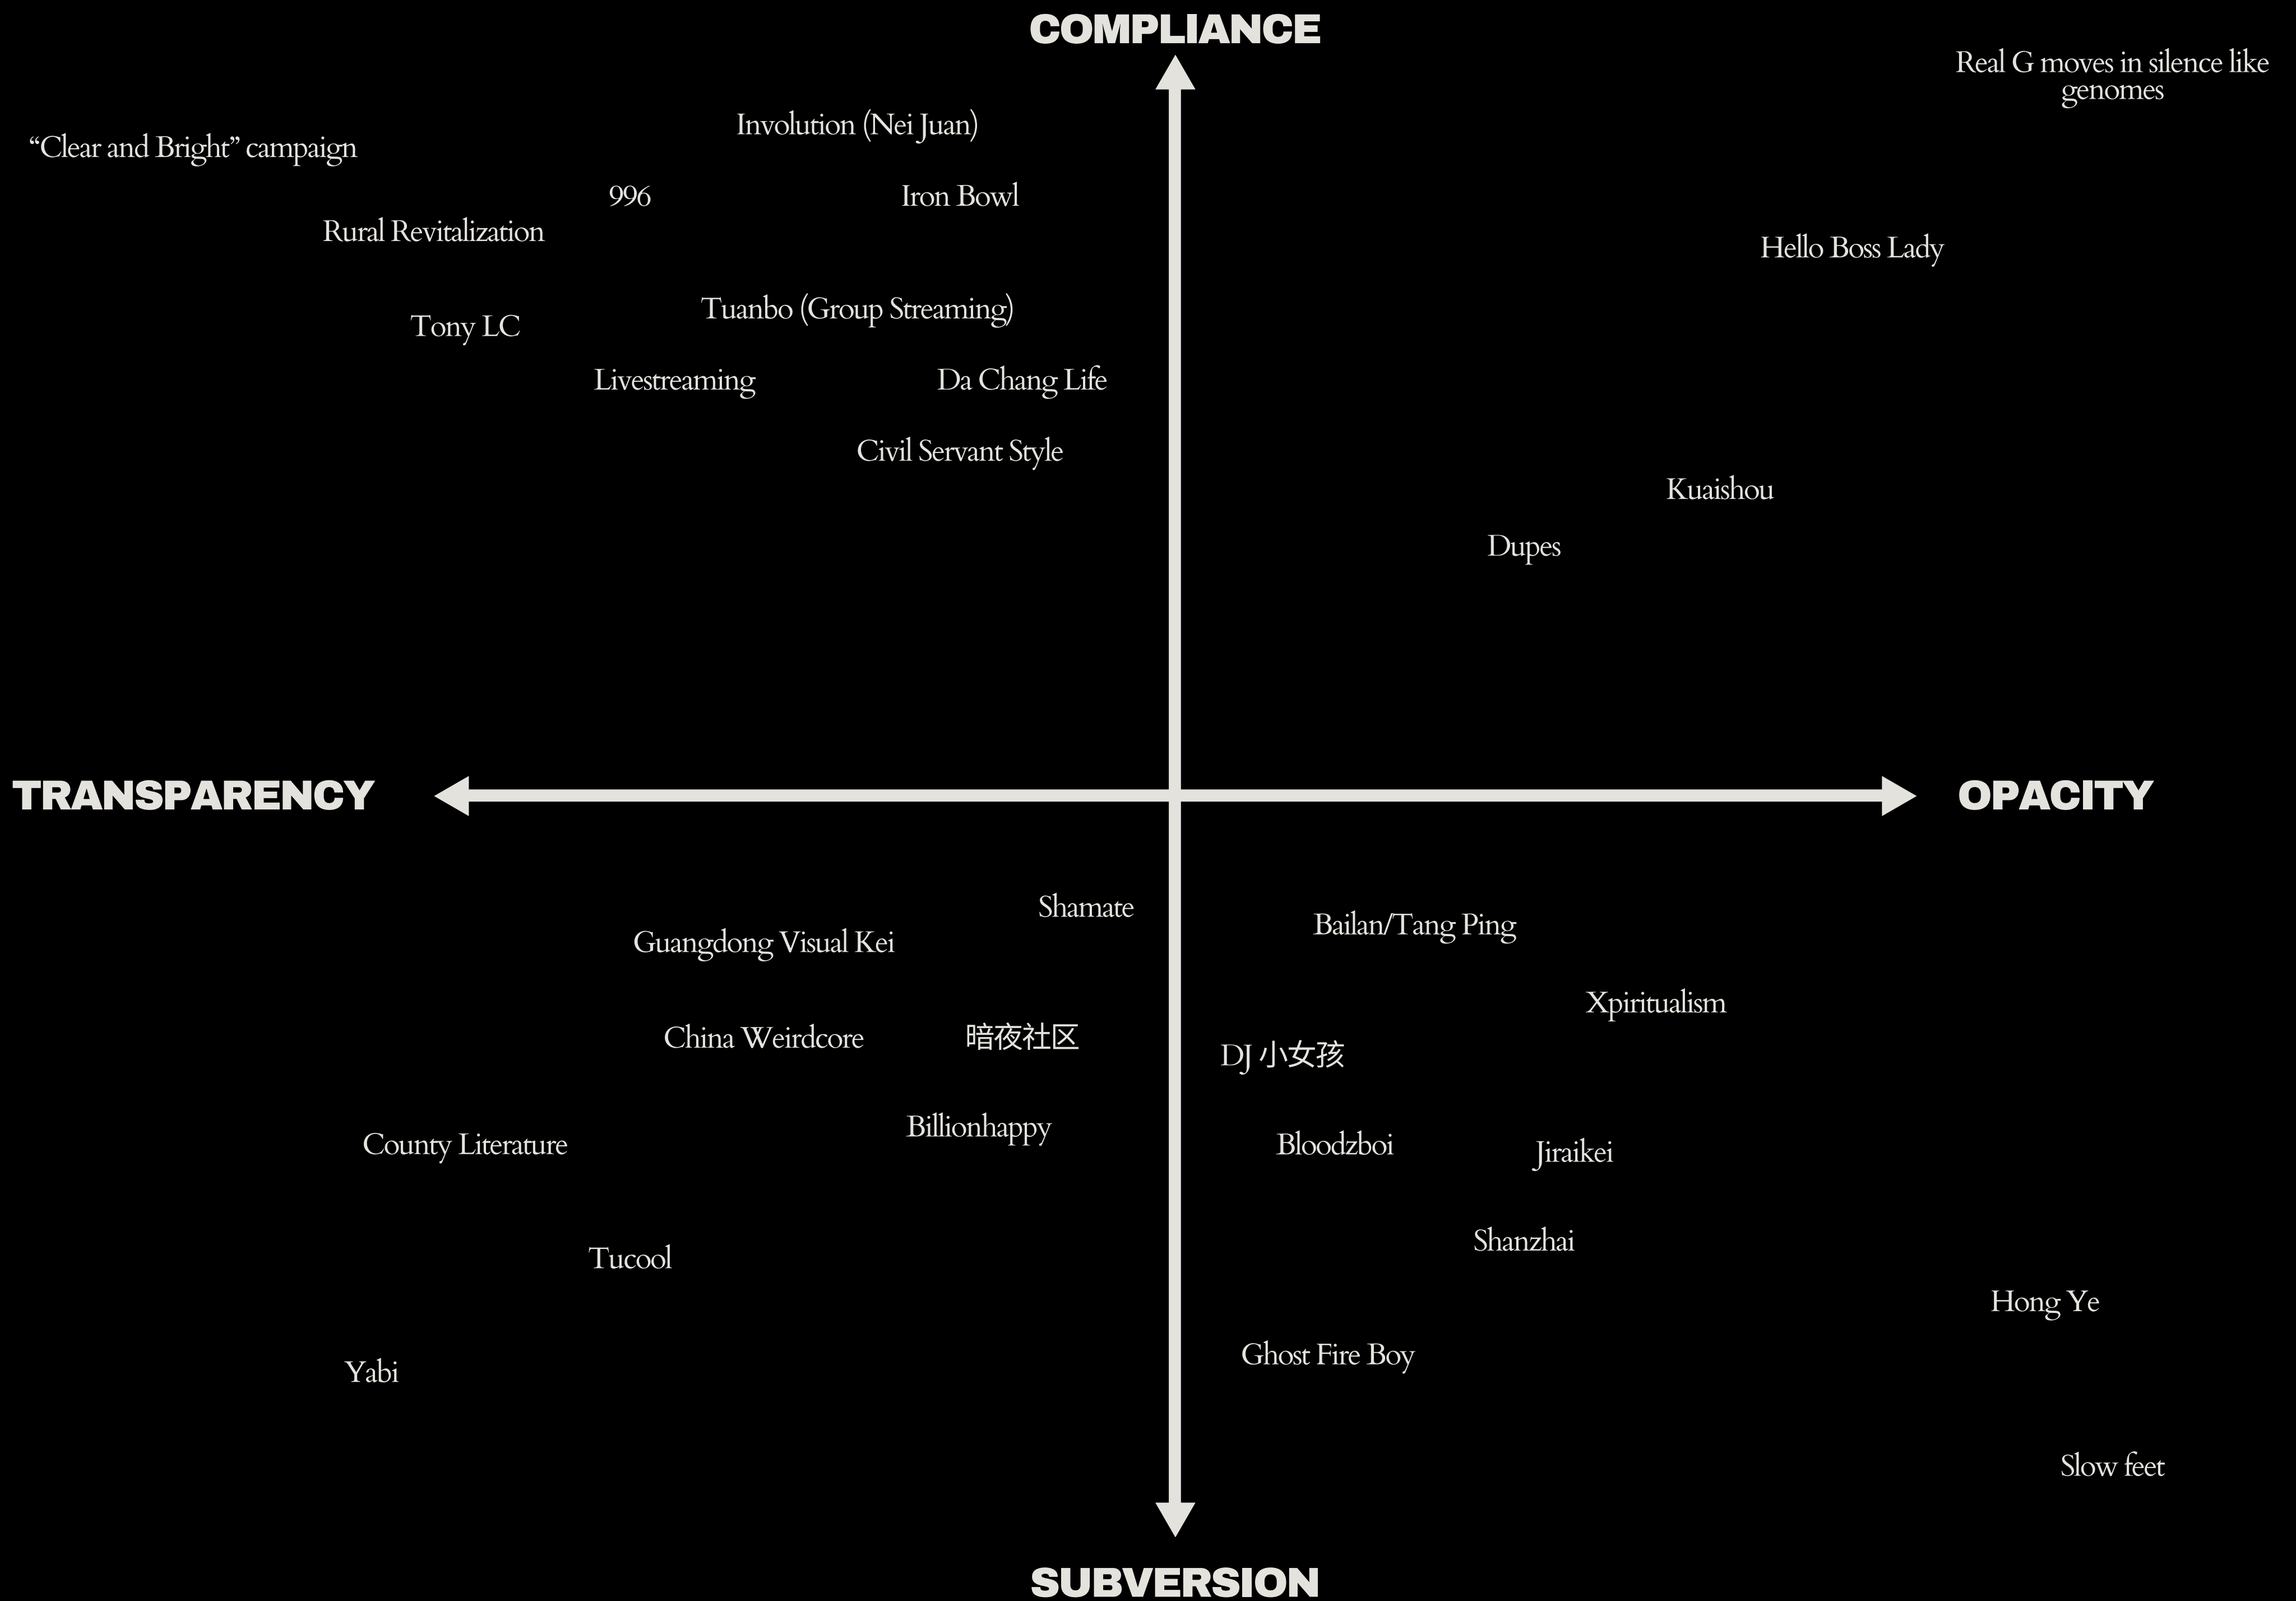 COMPLIANCE
Real G moves in silence like
genomes
Involution (Nei Juan)
“Clear and Bright” campaign
996
Iron Bowl
Rural Revitalization
Hello Boss Lady
Tuanbo (Group Streaming)
Tony LC
Livestreaming
Da Chang Life
Civil Servant Style
Kuaishou
Dupes
TRANSPARENCY
OPACITY
Shamate
Bailan/Tang Ping
Guangdong Visual Kei
Xpiritualism
China Weirdcore
暗夜社区
DJ 小女孩
Billionhappy
County Literature
Bloodzboi
Jiraikei
Shanzhai
Tucool
Hong Ye
Ghost Fire Boy
Yabi
Slow feet
SUBVERSION